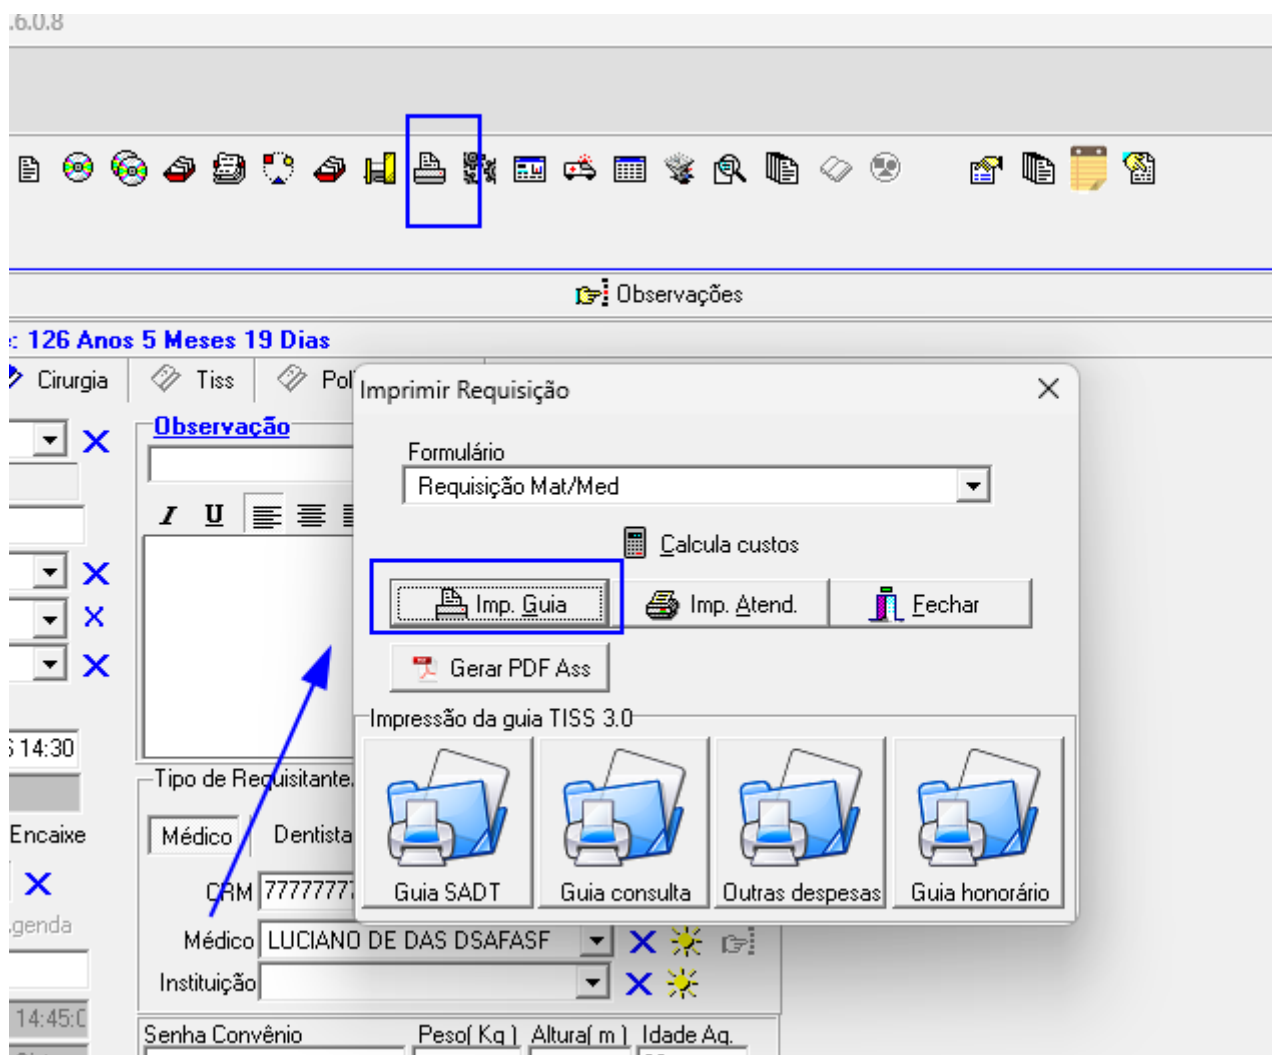 .6.0.8
Observações
e: 126 Anos 5 Meses 19 Dias
Cirurgia Tiss Pol
Imprimir Requisição
Observação
Formulário
Requisição Mat/Med
I U
Calcula custos
Imp. Guia Imp. Atend. Fechar
Gerar PDF Ass
Impressão da guia TISS 3.0
14:30
Tipo de Requisitante.
Encaixe Médico Dentista
Guia SADT Guia consulta Outras despesas Guia honorário
CRM 7777777
genda
Médico LUCIANO DE DAS DSAFASF
Instituição
14:45:0
Senha Convênio Peso( Kg ) Altura( m ) Idade Aq.